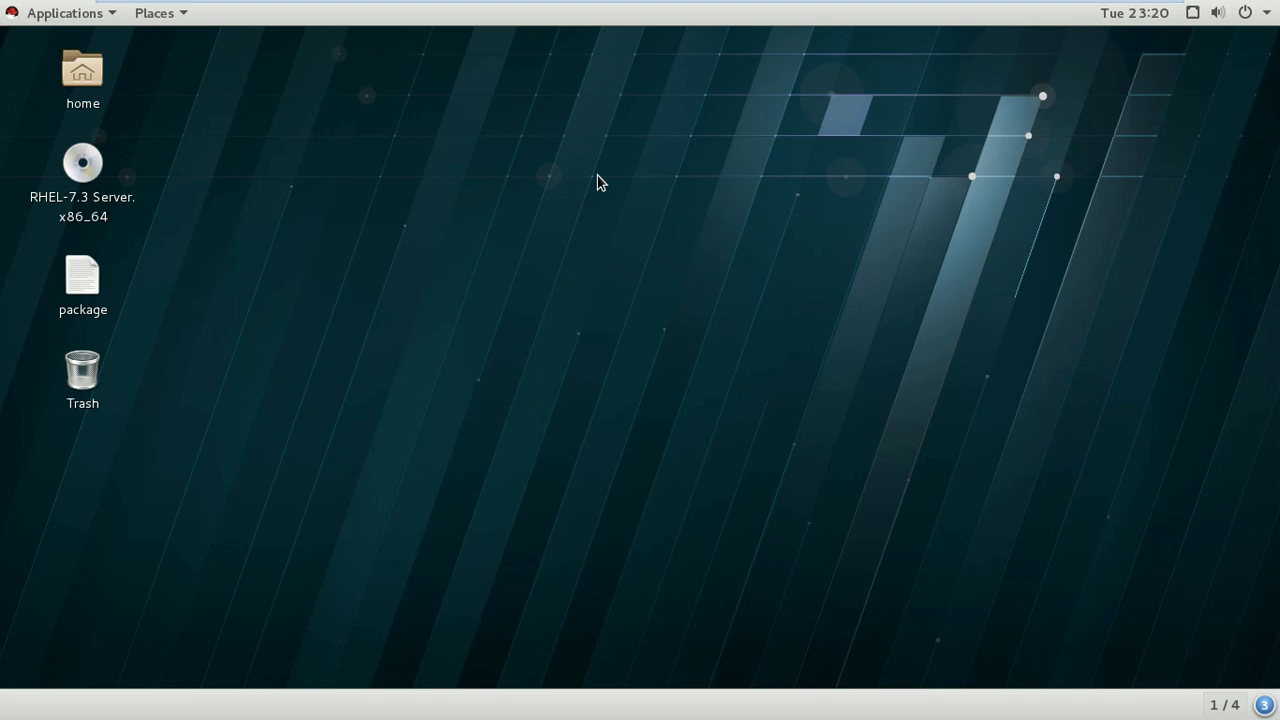 Applications
Places
Tue 23:20
home
RHEL-7.3 Server.
x86_64
package
Trash
1 / 4
3